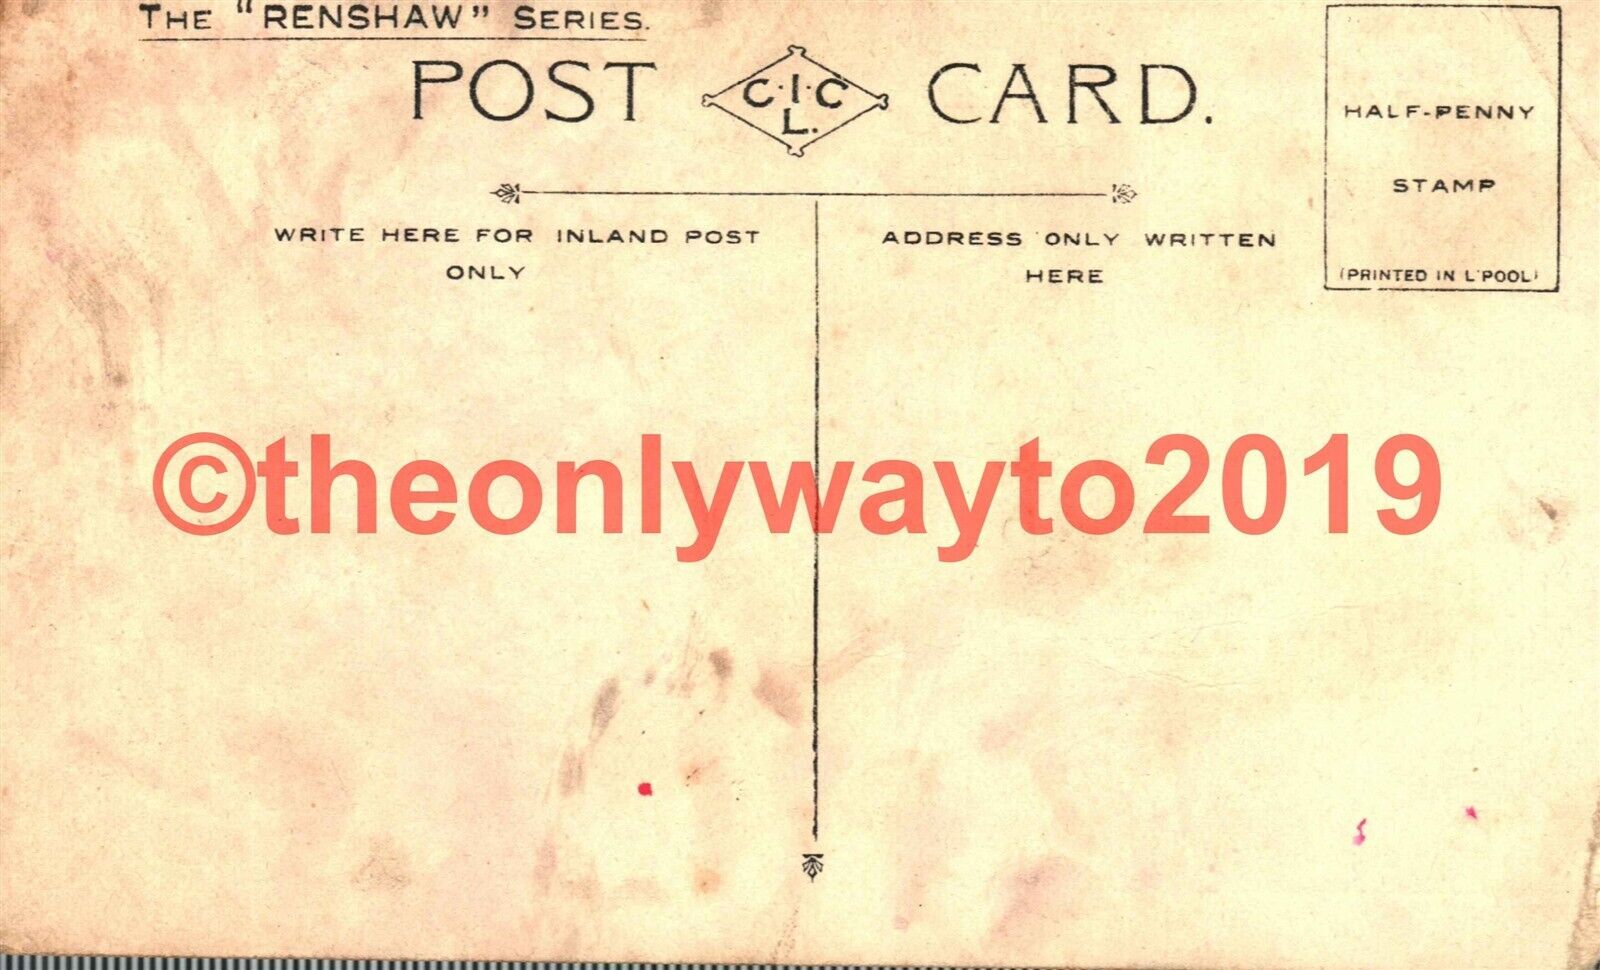 THE "RENSHAW" SERIES.
POST C·I·C L. CARD.
HALF-PENNY
STAMP
(PRINTED IN L'POOL)
WRITE HERE FOR INLAND POST
ONLY
ADDRESS ONLY WRITTEN
HERE
©theonlywayto2019